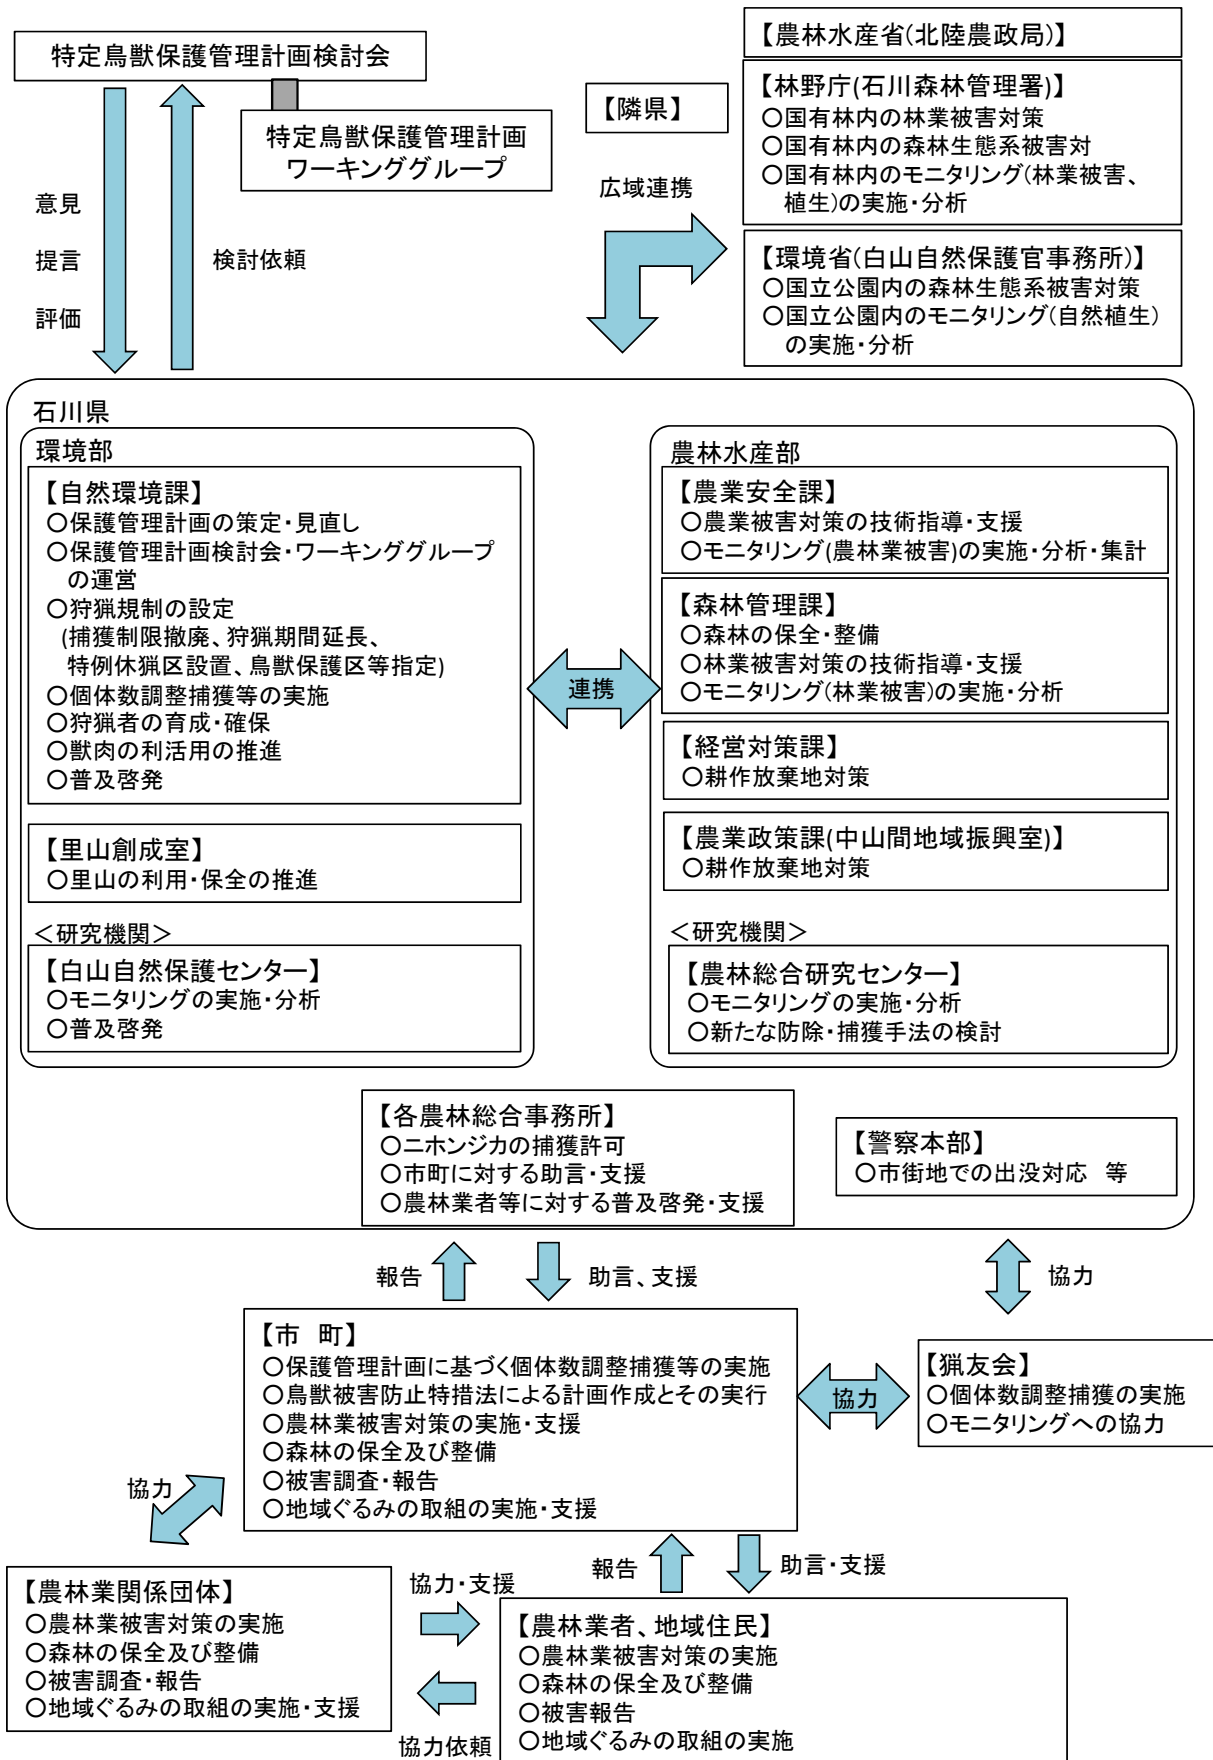 特定鳥獣保護管理計画検討会
特定鳥獣保護管理計画
ワーキンググループ
意見
提言
評価
検討依頼
【隣県】
広域連携
【農林水産省(北陸農政局)】
【林野庁(石川森林管理署)】
○国有林内の林業被害対策
○国有林内の森林生態系被害対
○国有林内のモニタリング(林業被害、
植生)の実施・分析
【環境省(白山自然保護官事務所)】
○国立公園内の森林生態系被害対策
○国立公園内のモニタリング(自然植生)
の実施・分析
石川県
環境部
【自然環境課】
○保護管理計画の策定・見直し
○保護管理計画検討会・ワーキンググループ
の運営
○狩猟規制の設定
(捕獲制限撤廃、狩猟期間延長、
特例休猟区設置、鳥獣保護区等指定)
○個体数調整捕獲等の実施
○狩猟者の育成・確保
○獣肉の利活用の推進
○普及啓発
【里山創成室】
○里山の利用・保全の推進
＜研究機関＞
【白山自然保護センター】
○モニタリングの実施・分析
○普及啓発
連携
農林水産部
【農業安全課】
○農業被害対策の技術指導・支援
○モニタリング(農林業被害)の実施・分析・集計
【森林管理課】
○森林の保全・整備
○林業被害対策の技術指導・支援
○モニタリング(林業被害)の実施・分析
【経営対策課】
○耕作放棄地対策
【農業政策課(中山間地域振興室)】
○耕作放棄地対策
＜研究機関＞
【農林総合研究センター】
○モニタリングの実施・分析
○新たな防除・捕獲手法の検討
【各農林総合事務所】
○ニホンジカの捕獲許可
○市町に対する助言・支援
○農林業者等に対する普及啓発・支援
【警察本部】
○市街地での出没対応　等
報告
助言、支援
協力
【市　町】
○保護管理計画に基づく個体数調整捕獲等の実施
○鳥獣被害防止特措法による計画作成とその実行
○農林業被害対策の実施・支援
○森林の保全及び整備
○被害調査・報告
○地域ぐるみの取組の実施・支援
協力
【猟友会】
○個体数調整捕獲の実施
○モニタリングへの協力
協力
報告
助言・支援
【農林業関係団体】
○農林業被害対策の実施
○森林の保全及び整備
○被害調査・報告
○地域ぐるみの取組の実施・支援
協力・支援
協力依頼
【農林業者、地域住民】
○農林業被害対策の実施
○森林の保全及び整備
○被害報告
○地域ぐるみの取組の実施